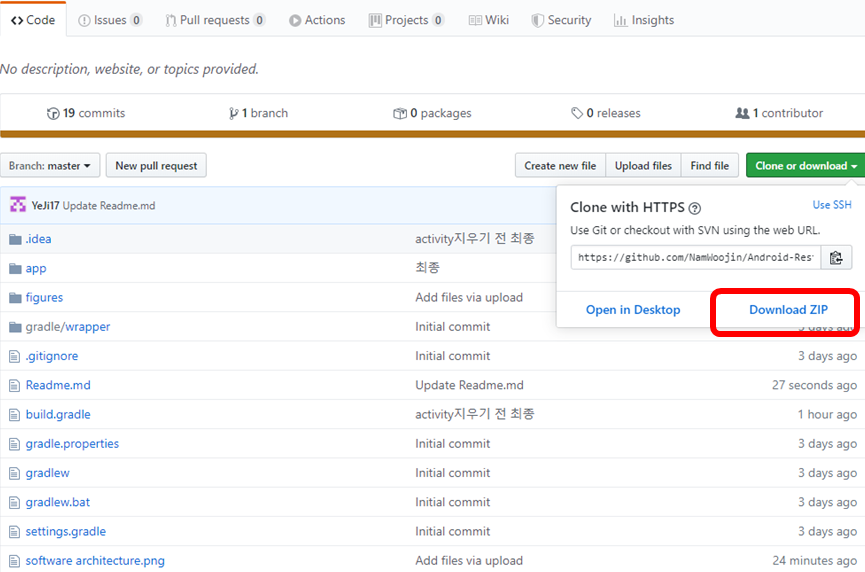 Code Issues 0 Pull requests 0 Actions Projects 0 Wiki Security Insights
No description, website, or topics provided.
19 commits 1 branch 0 packages 0 releases 1 contributor
Branch: master New pull request Create new file Upload files Find file Clone or download
YeJi17 Update Readme.md
Clone with HTTPS Use SSH
Use Git or checkout with SVN using the web URL.
https://github.com/NamWoojin/Android-Res
Open in Desktop Download ZIP
.idea activity지우기 전 최종
app 최종
figures Add files via upload
gradle/wrapper Initial commit 3 days ago
.gitignore Initial commit 3 days ago
Readme.md Update Readme.md 27 seconds ago
build.gradle activity지우기 전 최종 1 hour ago
gradle.properties Initial commit 3 days ago
gradlew Initial commit 3 days ago
gradlew.bat Initial commit 3 days ago
settings.gradle Initial commit 3 days ago
software architecture.png Add files via upload 24 minutes ago